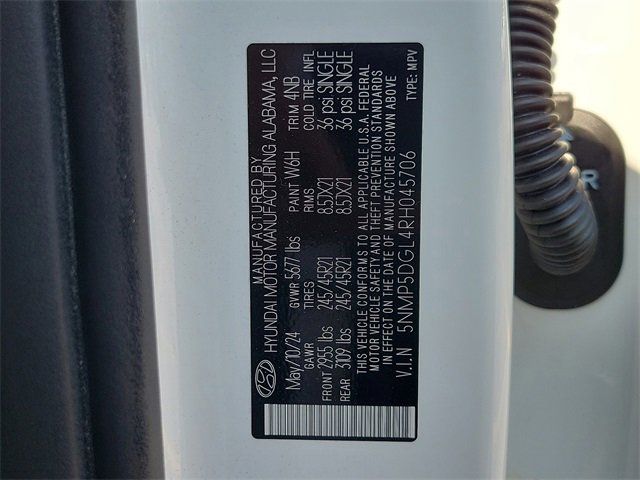 MANUFACTURED BY
HYUNDAI MOTOR MANUFACTURING ALABAMA, LLC
May/10/24 GVWR 5677 lbs PAINT W6H TRIM 4NB
GAWR TIRES RIMS COLD TIRE INFL
FRONT 2955 lbs 245/45R21 8.5JX21 36 psi SINGLE
REAR 3109 lbs 245/45R21 8.5JX21 36 psi SINGLE
THIS VEHICLE CONFORMS TO ALL APPLICABLE U.S.A. FEDERAL
MOTOR VEHICLE SAFETY AND THEFT PREVENTION STANDARDS
IN EFFECT ON THE DATE OF MANUFACTURE SHOWN ABOVE
V.I.N 5NMP5DGL4RH045706 TYPE: MPV
R